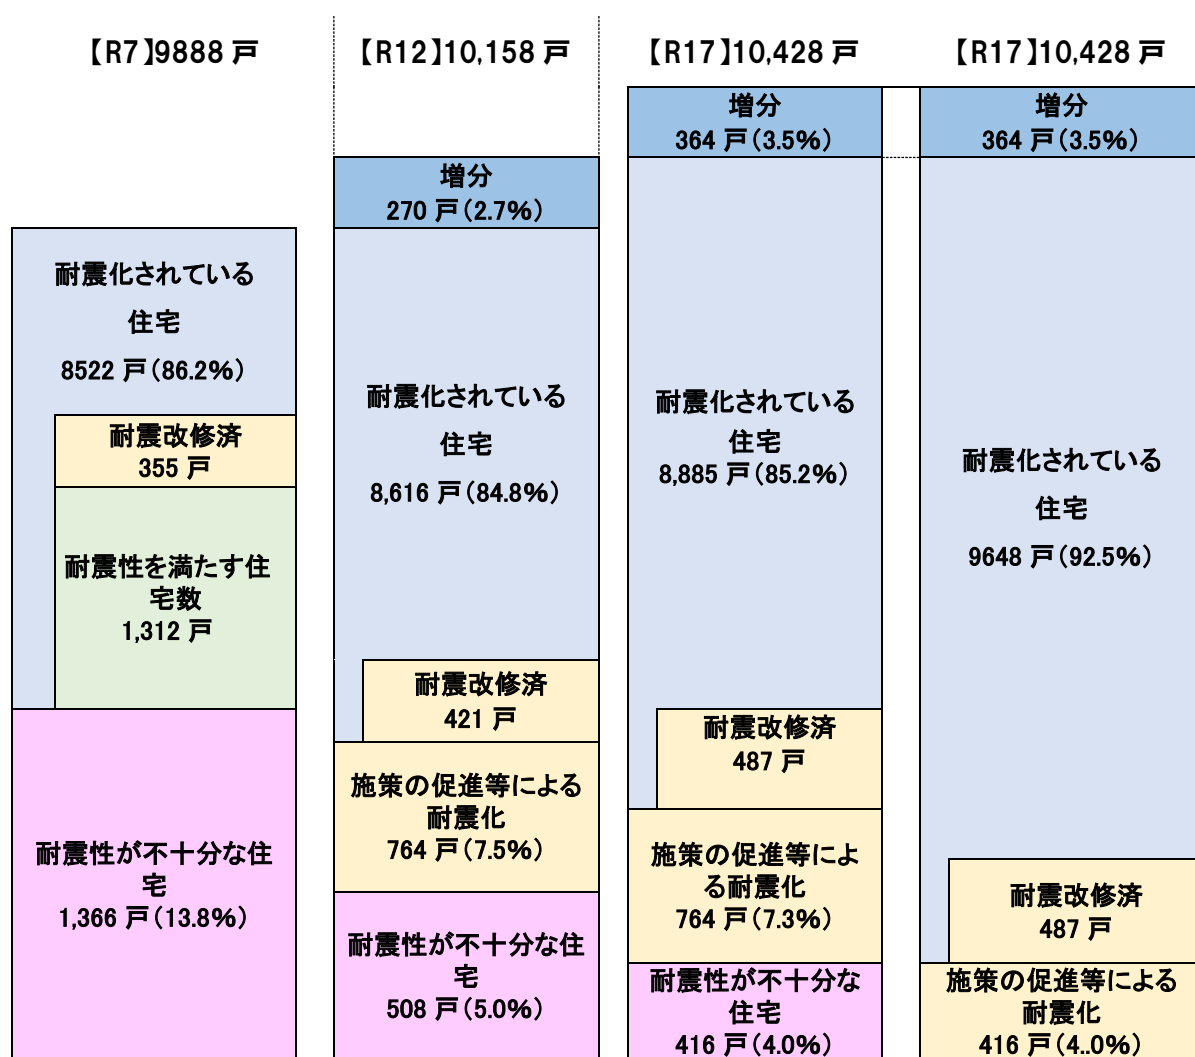 【R7】9888 戸
【R12】10,158 戸
【R17】10,428 戸
【R17】10,428 戸
耐震化されている
住宅
8522 戸(86.2%)
耐震改修済
355 戸
耐震性を満たす住
宅数
1,312 戸
耐震性が不十分な住
宅
1,366 戸(13.8%)
増分
270 戸(2.7%)
耐震化されている
住宅
8,616 戸(84.8%)
耐震改修済
421 戸
施策の促進等による
耐震化
764 戸(7.5%)
耐震性が不十分な住
宅
508 戸(5.0%)
増分
364 戸(3.5%)
耐震化されている
住宅
8,885 戸(85.2%)
耐震改修済
487 戸
施策の促進等によ
る耐震化
764 戸(7.3%)
耐震性が不十分な
住宅
416 戸(4.0%)
増分
364 戸(3.5%)
耐震化されている
住宅
9648 戸(92.5%)
耐震改修済
487 戸
施策の促進等による
耐震化
416 戸(4..0%)